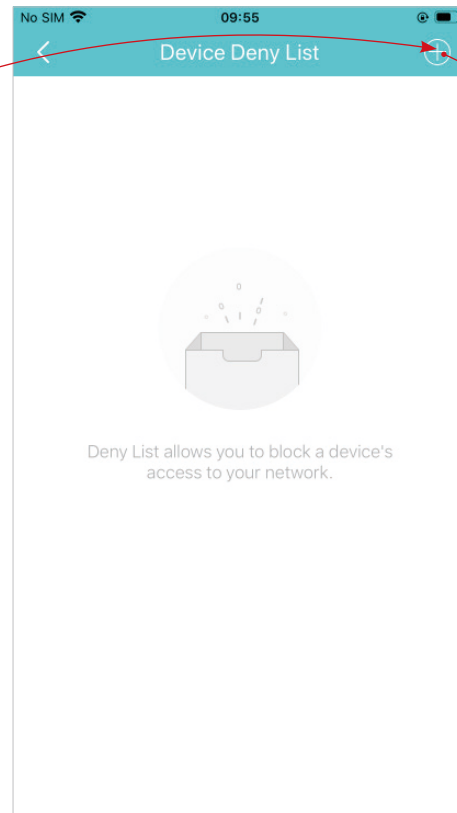 No SIM 09:55
Device Deny List
Deny List allows you to block a device's
access to your network.